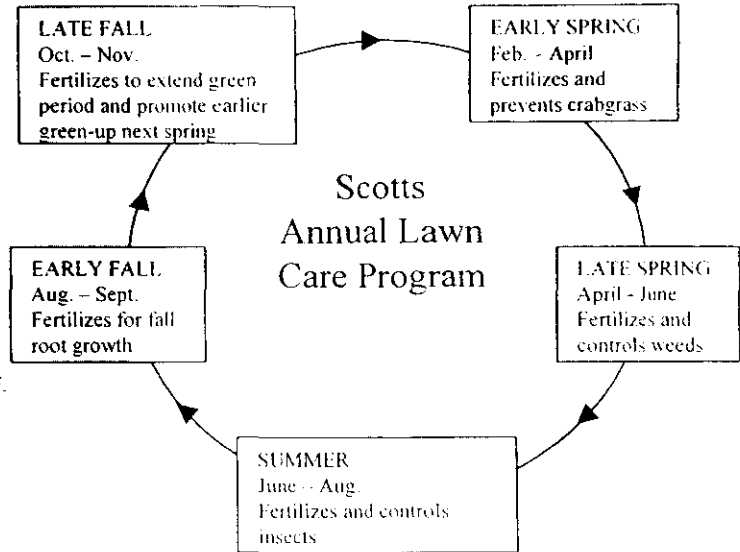 LATE FALL
Oct. – Nov.
Fertilizes to extend green
period and promote earlier
green-up next spring
EARLY SPRING
Feb. - April
Fertilizes and
prevents crabgrass
Scotts
Annual Lawn
Care Program
EARLY FALL
Aug. – Sept.
Fertilizes for fall
root growth
LATE SPRING
April - June
Fertilizes and
controls weeds
SUMMER
June – Aug.
Fertilizes and controls
insects